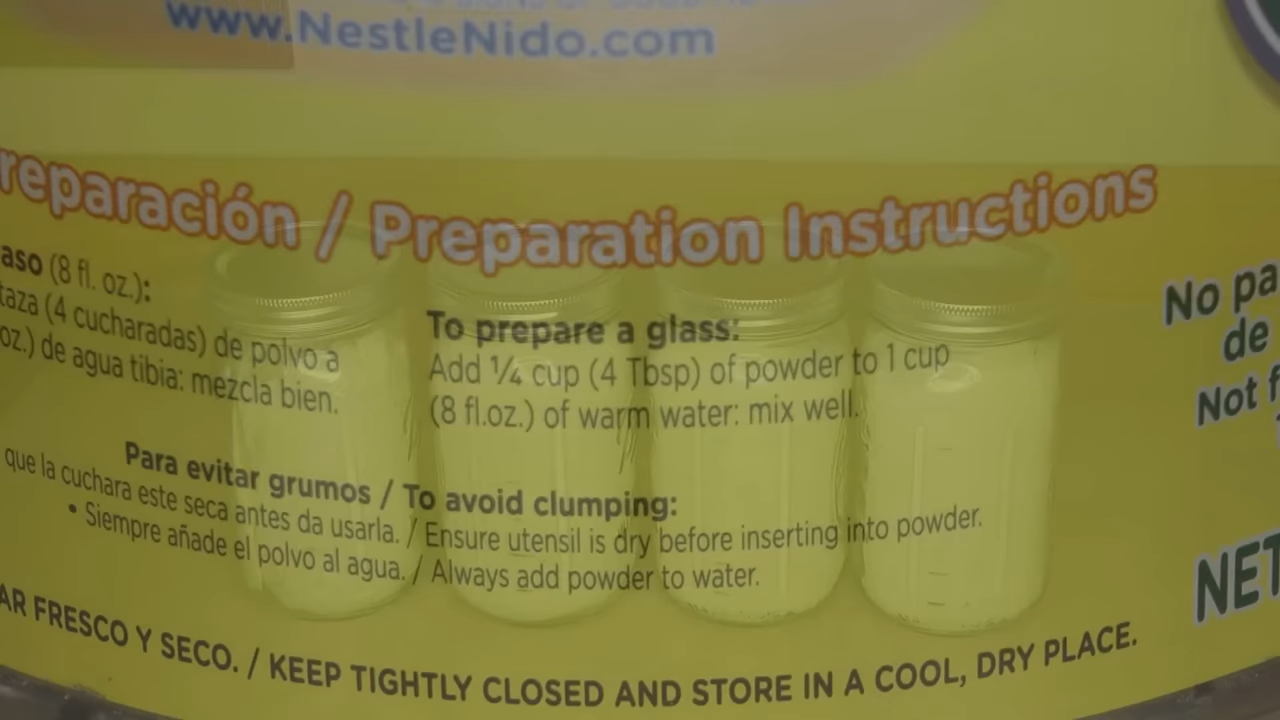 www.NestleNido.com
reparación / Preparation Instructions
aso (8 fl. oz.):
taza (4 cucharadas) de polvo a
oz.) de agua tibia: mezcla bien.
To prepare a glass:
Add ¼ cup (4 Tbsp) of powder to 1 cup
(8 fl.oz.) of warm water: mix well.
Para evitar grumos / To avoid clumping:
que la cuchara este seca antes da usarla. / Ensure utensil is dry before inserting into powder.
• Siempre añade el polvo al agua. / Always add powder to water.
AR FRESCO Y SECO. / KEEP TIGHTLY CLOSED AND STORE IN A COOL, DRY PLACE.
No pa
de
Not f
NET